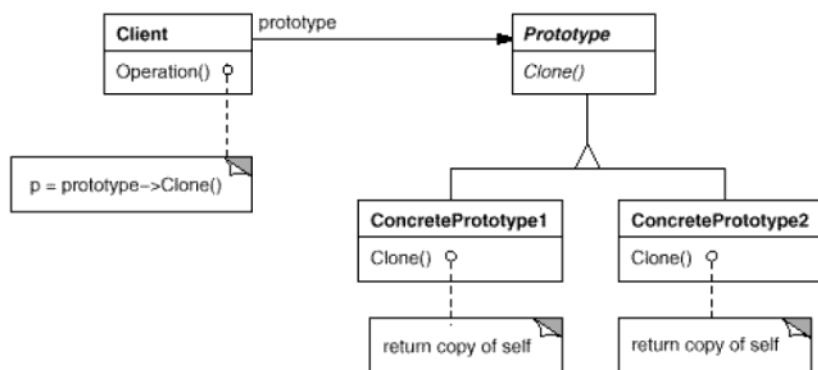 Client
Operation()
prototype
Prototype
Clone()
p = prototype−>Clone()
ConcretePrototype1
Clone()
return copy of self
ConcretePrototype2
Clone()
return copy of self